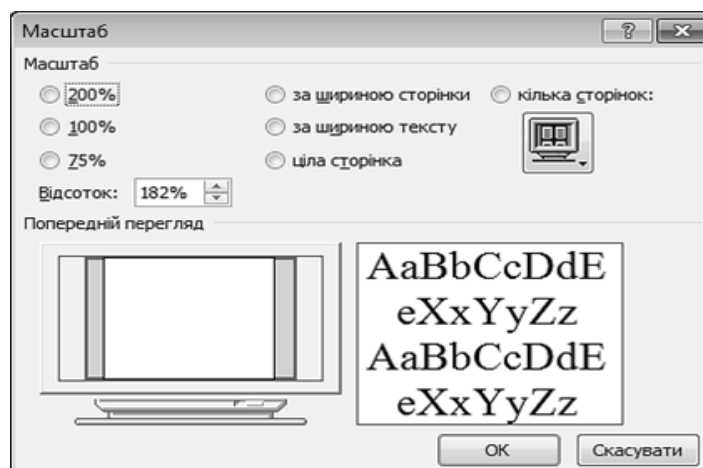 Масштаб
Масштаб
200% за шириною сторінки кілька сторінок:
100% за шириною тексту
75% ціла сторінка
Відсоток: 182%
Попередній перегляд
AaBbCcDdE
eXxYyZz
AaBbCcDdE
eXxYyZz
ОК Скасувати